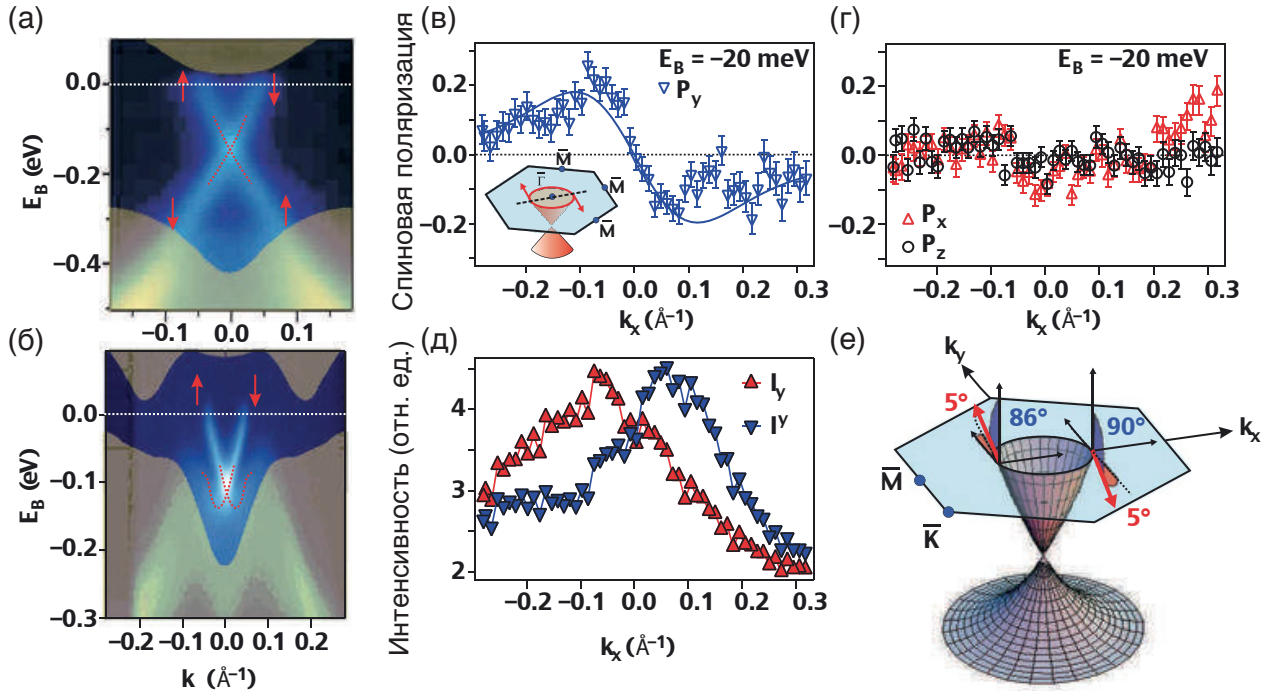 (а)
0.0
−0.2
−0.4
E_B (eV)
−0.1
0.0
0.1
(б)
0.0
−0.1
−0.2
−0.3
E_B (eV)
−0.2
0.0
0.2
k (Å⁻¹)
(в)
E_B = −20 meV
P_y
0.2
0.0
−0.2
Спиновая поляризация
M̄
Γ̄
M̄
M̄
−0.2
−0.1
0.0
0.1
0.2
0.3
k_x (Å⁻¹)
(г)
E_B = −20 meV
0.2
0.0
−0.2
P_x
P_z
−0.2
−0.1
0.0
0.1
0.2
0.3
k_x (Å⁻¹)
(д)
I_y
I^y
4
3
2
Интенсивность (отн. ед.)
−0.2
−0.1
0.0
0.1
0.2
0.3
k_x (Å⁻¹)
(е)
k_y
5°
86°
90°
k_x
M̄
5°
K̄